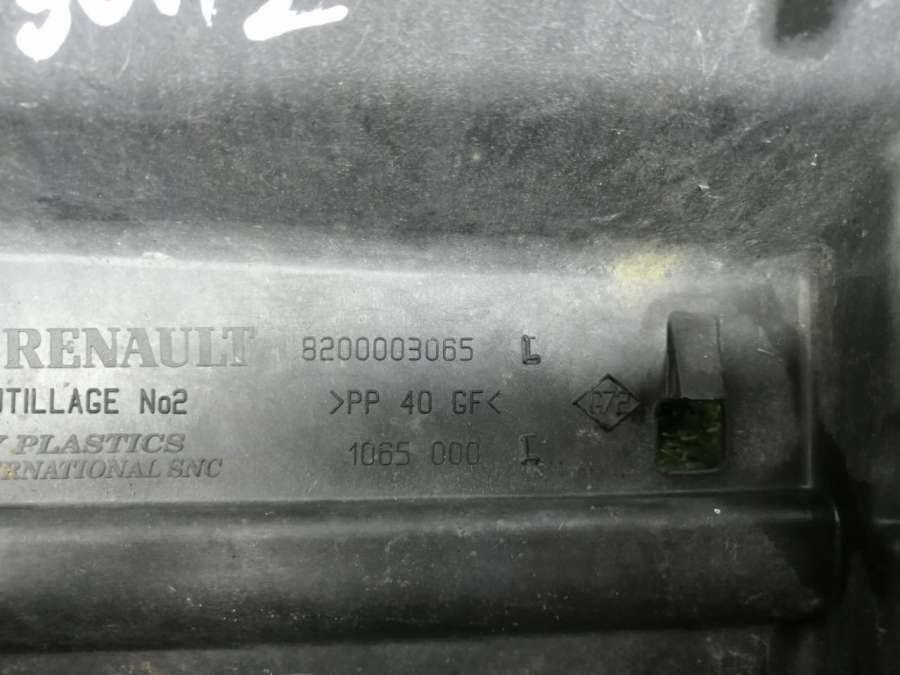 RENAULT 8200003065 L
UTILLAGE No2 >PP 40 GF<
PLASTICS 1065 000 L
RNATIONAL SNC